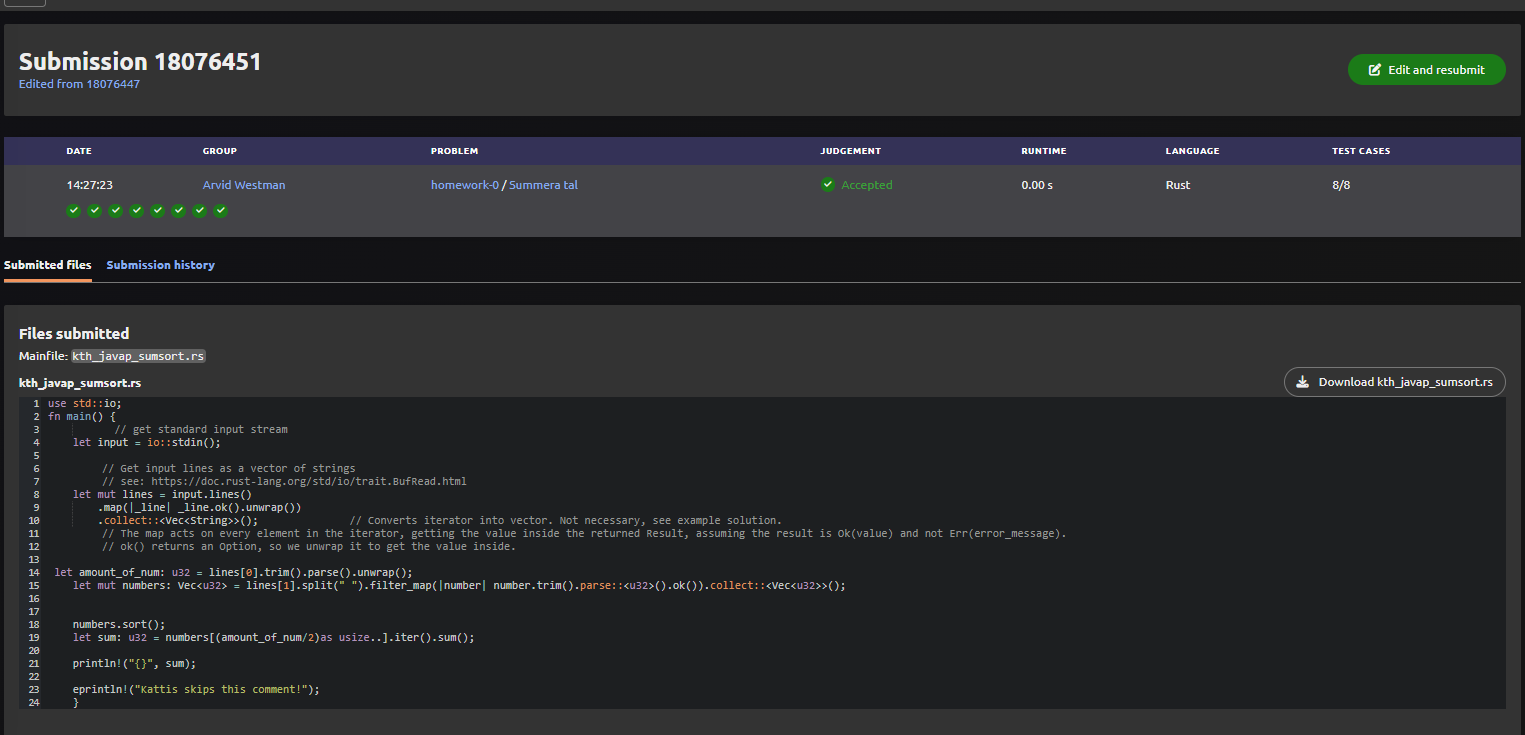 Submission 18076451
Edited from 18076447
Edit and resubmit
DATE GROUP PROBLEM JUDGEMENT RUNTIME LANGUAGE TEST CASES
14:27:23 Arvid Westman homework-0 / Summera tal Accepted 0.00 s Rust 8/8
Submitted files Submission history
Files submitted
Mainfile: kth_javap_sumsort.rs
kth_javap_sumsort.rs
Download kth_javap_sumsort.rs
1 use std::io;
2 fn main() {
3 // get standard input stream
4 let input = io::stdin();
5
6 // Get input lines as a vector of strings
7 // see: https://doc.rust-lang.org/std/io/trait.BufRead.html
8 let mut lines = input.lines()
9 .map(|_line| _line.ok().unwrap())
10 .collect::<Vec<String>>(); // Converts iterator into vector. Not necessary, see example solution.
11 // The map acts on every element in the iterator, getting the value inside the returned Result, assuming the result is Ok(value) and not Err(error_message).
12 // ok() returns an Option, so we unwrap it to get the value inside.
13
14 let amount_of_num: u32 = lines[0].trim().parse().unwrap();
15 let mut numbers: Vec<u32> = lines[1].split(" ").filter_map(|number| number.trim().parse::<u32>().ok()).collect::<Vec<u32>>();
16
17
18 numbers.sort();
19 let sum: u32 = numbers[(amount_of_num/2)as usize..].iter().sum();
20
21 println!("{}", sum);
22
23 eprintln!("Kattis skips this comment!");
24 }